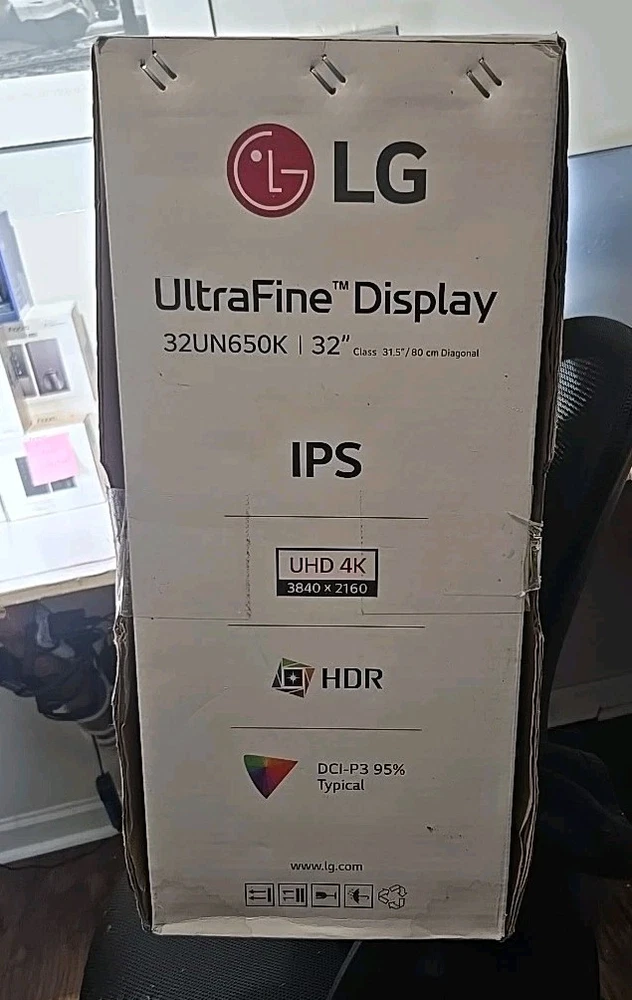 LG
UltraFine™ Display
32UN650K | 32” Class 31.5"/80 cm Diagonal
IPS
UHD 4K
3840 × 2160
HDR
DCI-P3 95%
Typical
www.lg.com